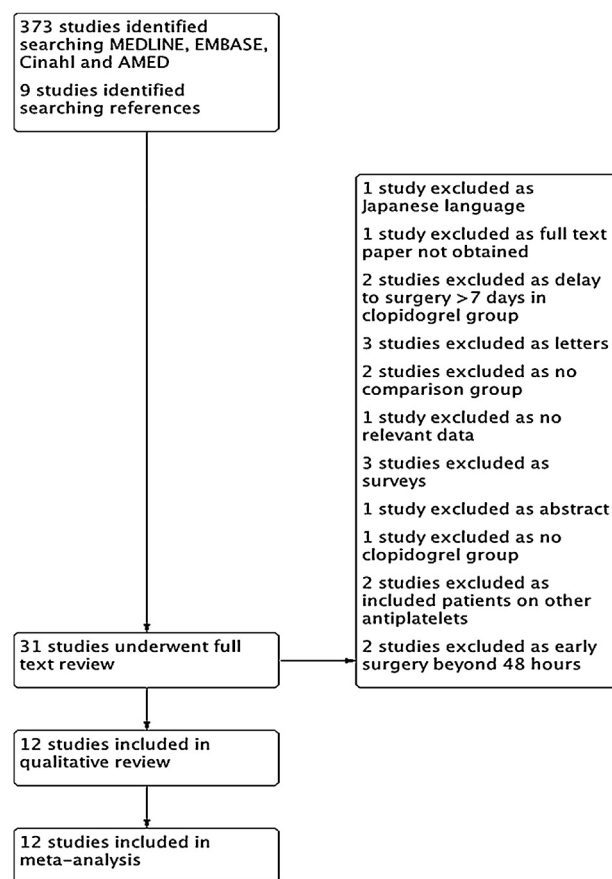 373 studies identified
searching MEDLINE, EMBASE,
Cinahl and AMED
9 studies identified
searching references
1 study excluded as
Japanese language
1 study excluded as full text
paper not obtained
2 studies excluded as delay
to surgery >7 days in
clopidogrel group
3 studies excluded as letters
2 studies excluded as no
comparison group
1 study excluded as no
relevant data
3 studies excluded as
surveys
1 study excluded as abstract
1 study excluded as no
clopidogrel group
2 studies excluded as
included patients on other
antiplatelets
2 studies excluded as early
surgery beyond 48 hours
31 studies underwent full
text review
12 studies included in
qualitative review
12 studies included in
meta-analysis